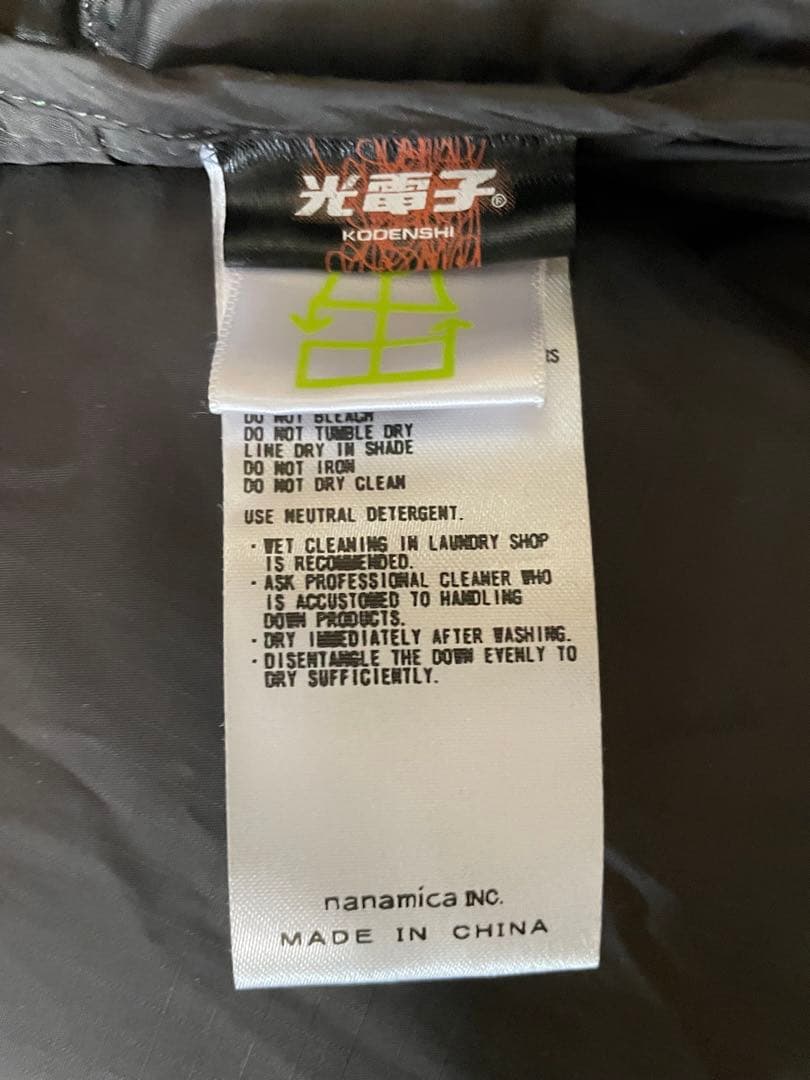 光電子®
KODENSHI
RS
DO NOT BLEACH
DO NOT TUMBLE DRY
LINE DRY IN SHADE
DO NOT IRON
DO NOT DRY CLEAN
USE NEUTRAL DETERGENT.
· WET CLEANING IN LAUNDRY SHOP
IS RECOMMENDED.
· ASK PROFESSIONAL CLEANER WHO
IS ACCUSTOMED TO HANDLING
DOWN PRODUCTS.
· DRY IMMEDIATELY AFTER WASHING.
· DISENTANGLE THE DOWN EVENLY TO
DRY SUFFICIENTLY.
nanamica INC.
MADE IN CHINA